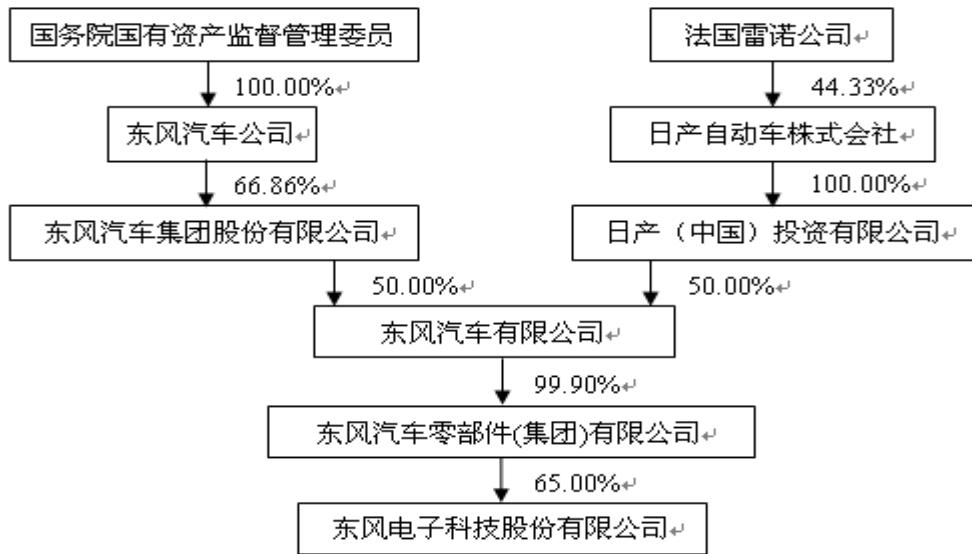 国务院国有资产监督管理委员
法国雷诺公司↵
100.00%↵
44.33%↵
东风汽车公司↵
日产自动车株式会社
66.86%↵
100.00%↵
东风汽车集团股份有限公司↵
日产（中国）投资有限公司↵
50.00%↵
50.00%↵
东风汽车有限公司↵
99.90%↵
东风汽车零部件(集团)有限公司↵
65.00%↵
东风电子科技股份有限公司↵